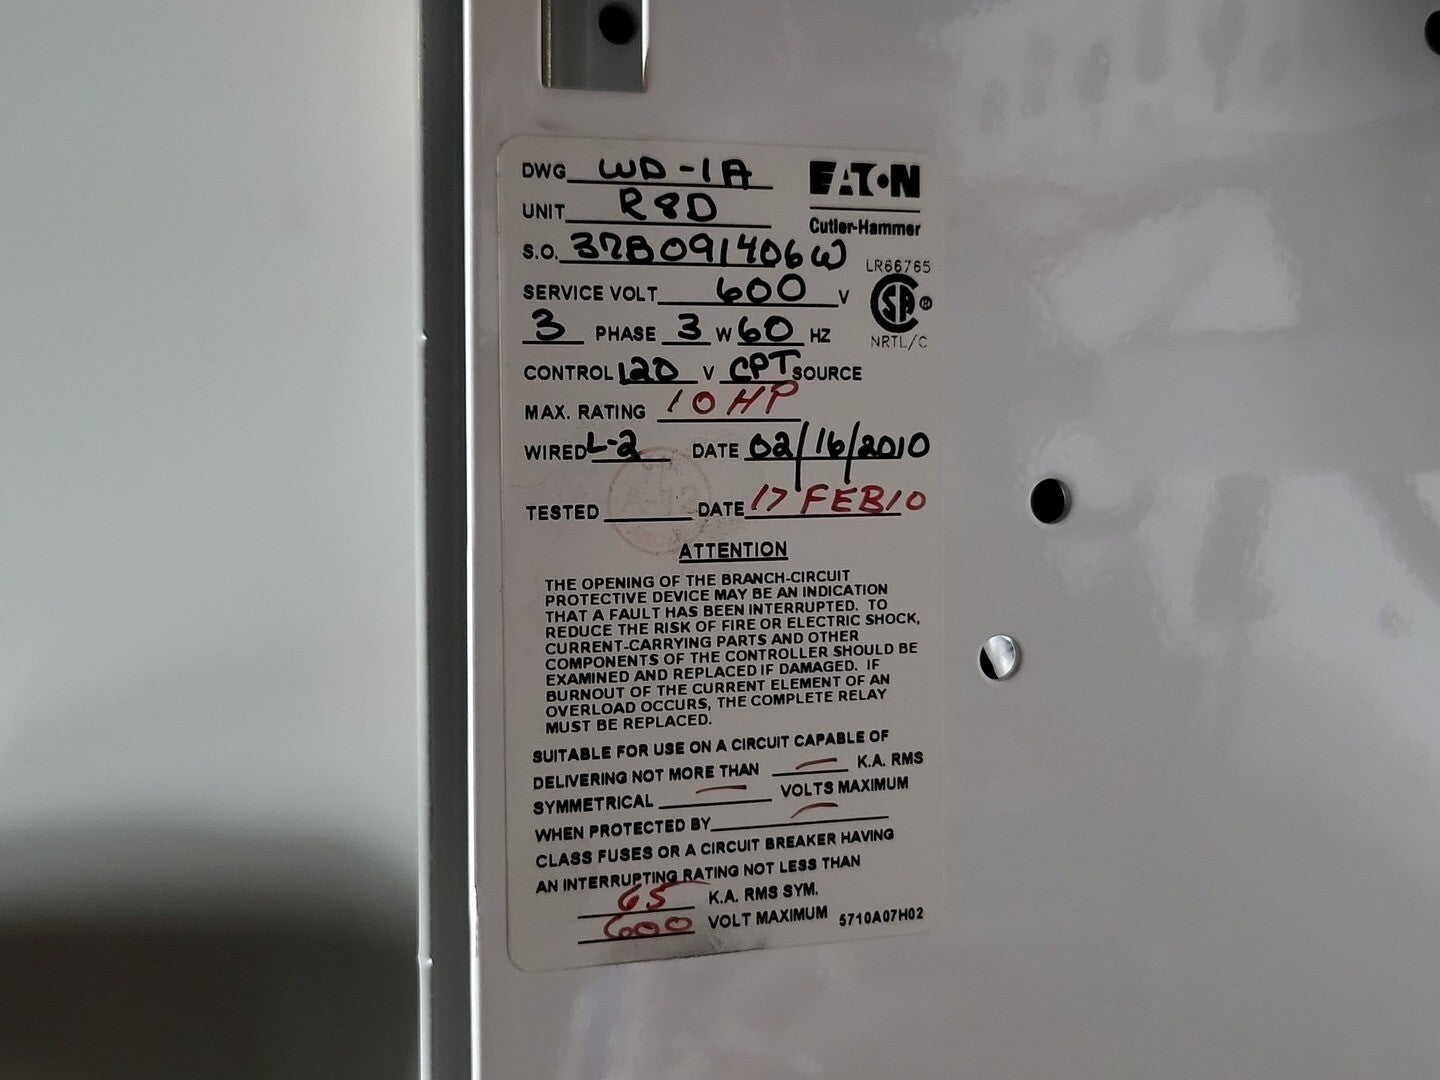 DWG WD-1A
EATON
UNIT R8D
Cutler-Hammer
S.O. 37B091406W
LR66765
SERVICE VOLT 600 V
3 PHASE 3 W 60 HZ
NRTL/C
CONTROL 120 V CPT SOURCE
MAX. RATING 10 HP
WIRED L-2 DATE 02/16/2010
TESTED DATE 17 FEB 10
ATTENTION
THE OPENING OF THE BRANCH-CIRCUIT
PROTECTIVE DEVICE MAY BE AN INDICATION
THAT A FAULT HAS BEEN INTERRUPTED. TO
REDUCE THE RISK OF FIRE OR ELECTRIC SHOCK,
CURRENT-CARRYING PARTS AND OTHER
COMPONENTS OF THE CONTROLLER SHOULD BE
EXAMINED AND REPLACED IF DAMAGED. IF
BURNOUT OF THE CURRENT ELEMENT OF AN
OVERLOAD OCCURS, THE COMPLETE RELAY
MUST BE REPLACED.
SUITABLE FOR USE ON A CIRCUIT CAPABLE OF
DELIVERING NOT MORE THAN — K.A. RMS
SYMMETRICAL — VOLTS MAXIMUM
WHEN PROTECTED BY —
CLASS FUSES OR A CIRCUIT BREAKER HAVING
AN INTERRUPTING RATING NOT LESS THAN
65 K.A. RMS SYM.
600 VOLT MAXIMUM 5710A07H02